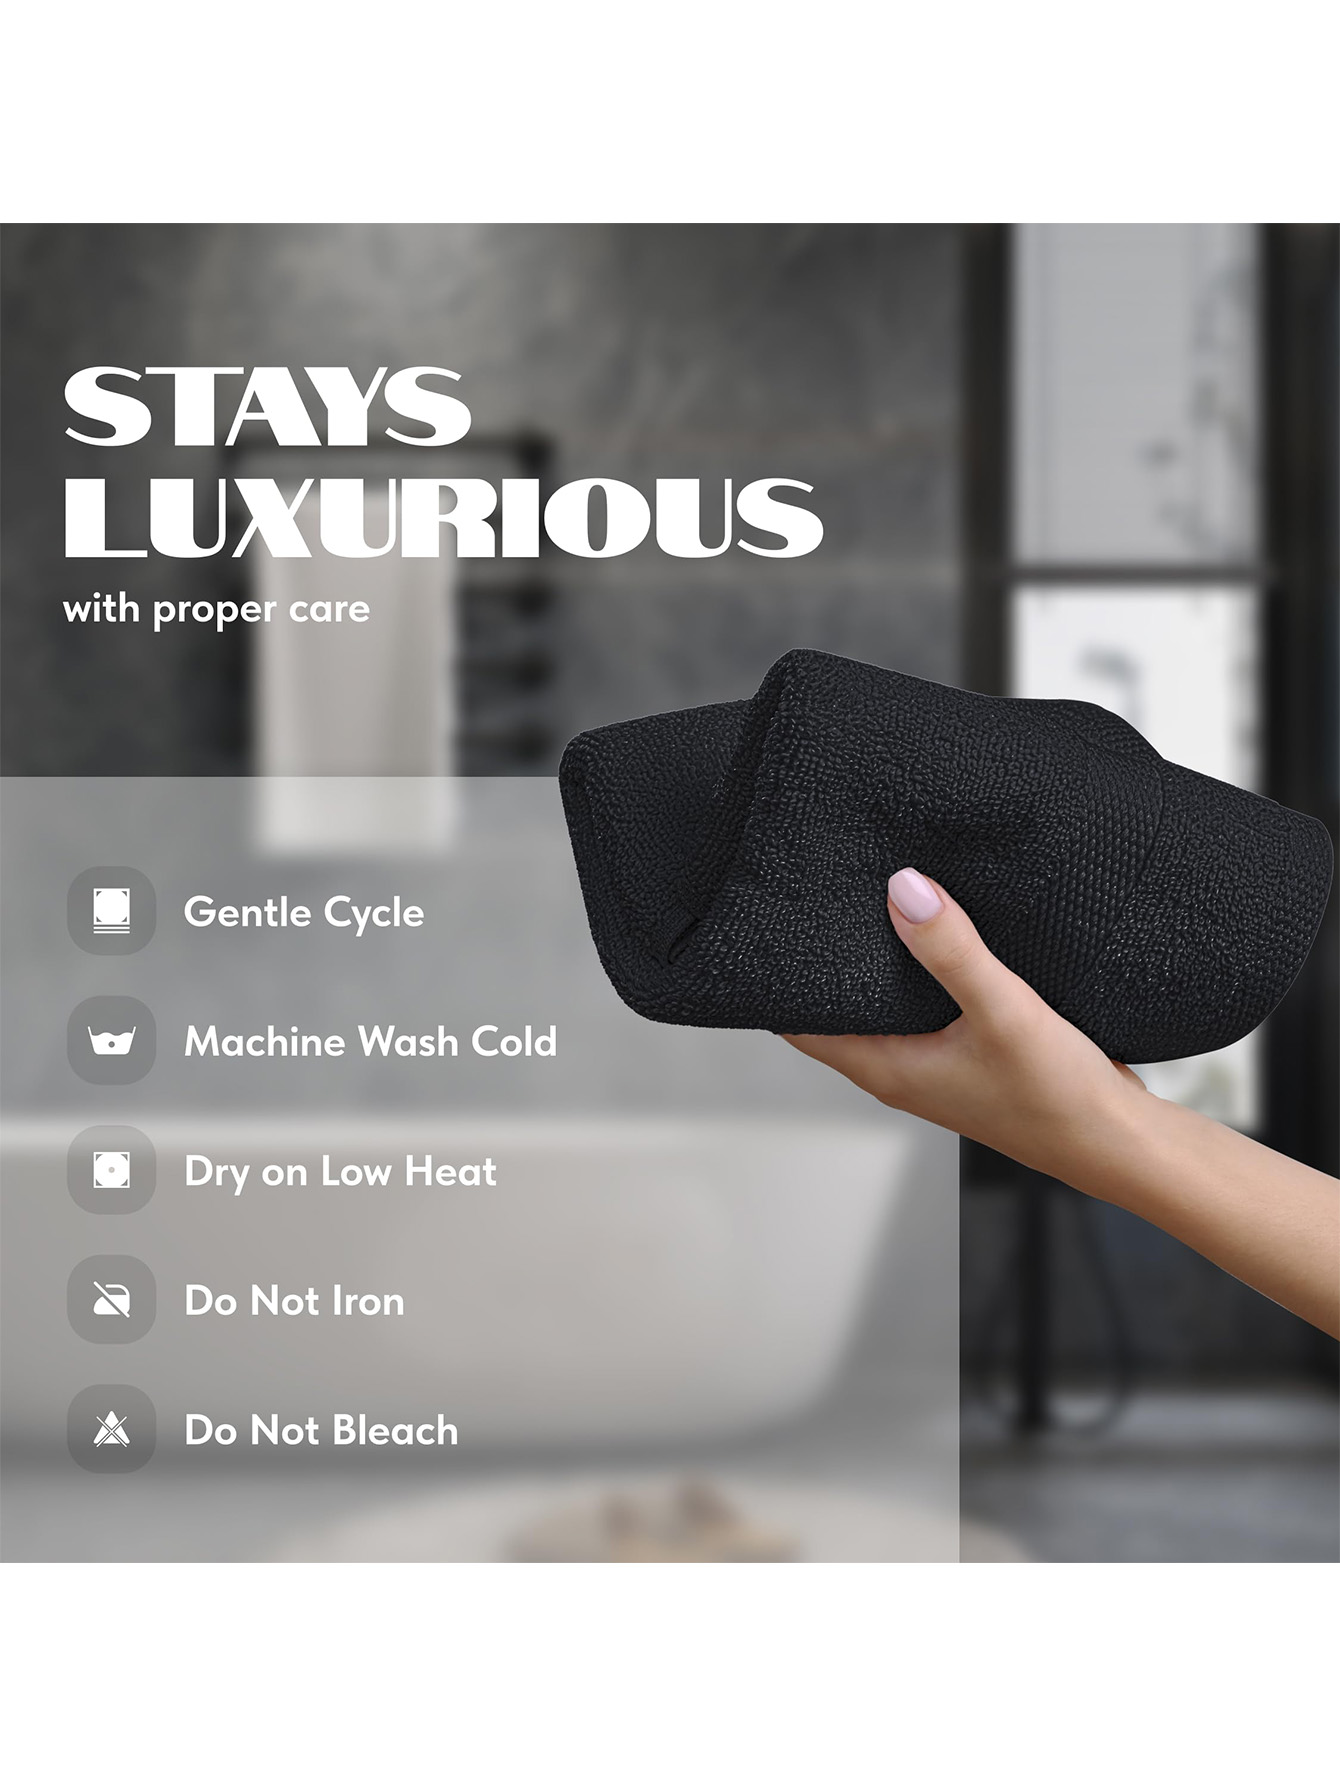 STAYS
LUXURIOUS
with proper care
Gentle Cycle
Machine Wash Cold
Dry on Low Heat
Do Not Iron
Do Not Bleach